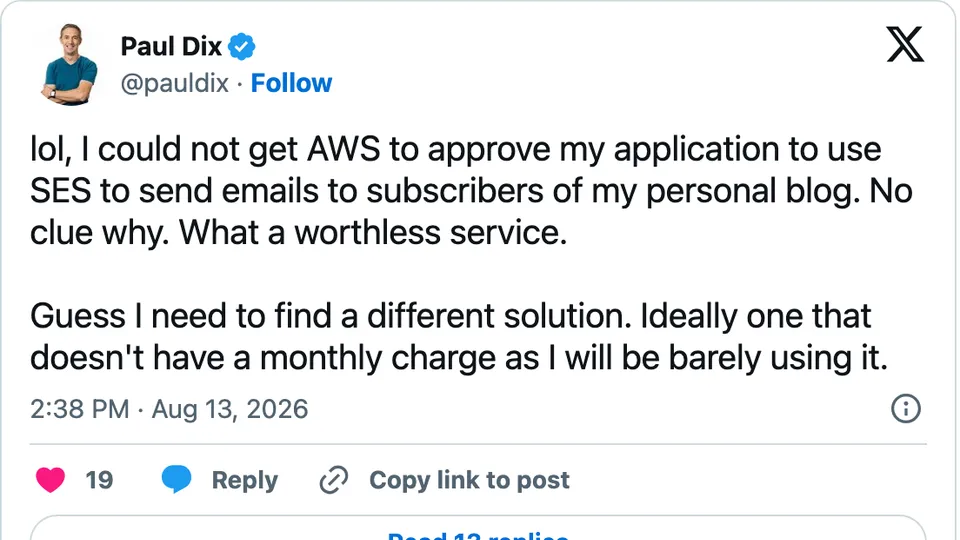 Paul Dix
@pauldix · Follow
lol, I could not get AWS to approve my application to use
SES to send emails to subscribers of my personal blog. No
clue why. What a worthless service.
Guess I need to find a different solution. Ideally one that
doesn't have a monthly charge as I will be barely using it.
2:38 PM · Aug 13, 2026
19 Reply Copy link to post
Read 13 replies